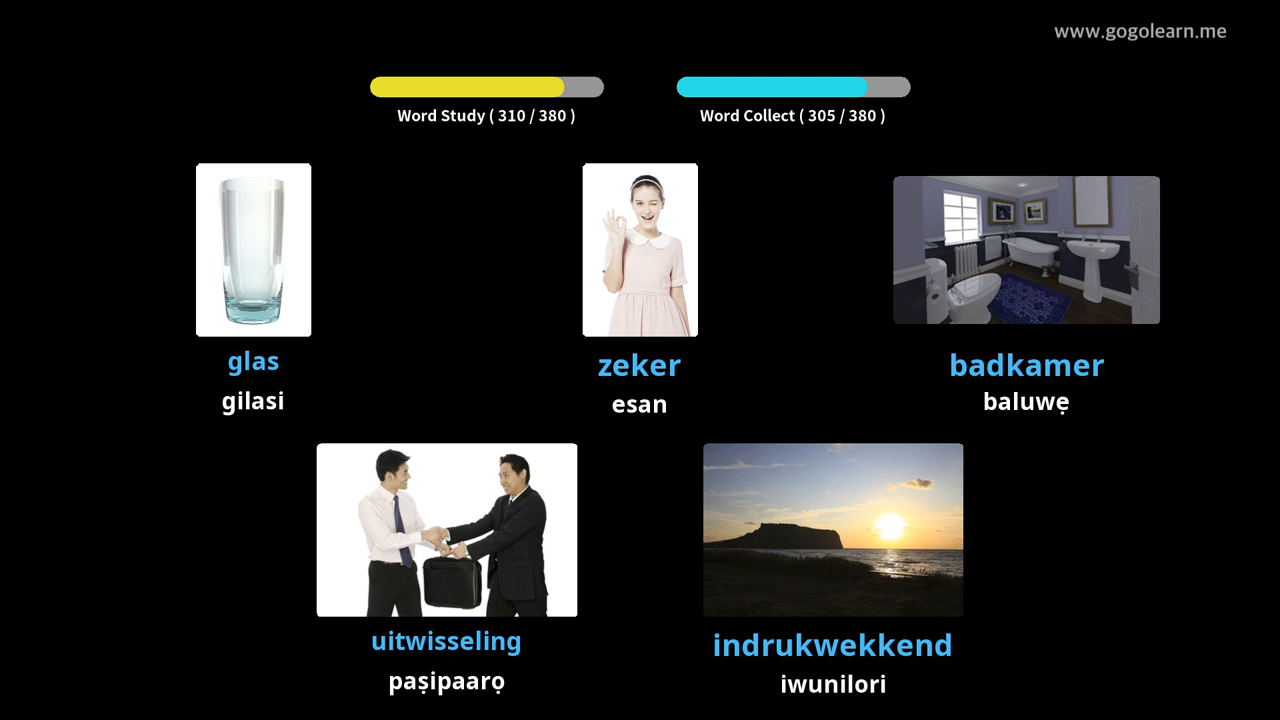 www.gogolearn.me
Word Study ( 310 / 380 )
Word Collect ( 305 / 380 )
glas
gilasi
zeker
esan
badkamer
baluwẹ
uitwisseling
paṣipaarọ
indrukwekkend
iwunilori